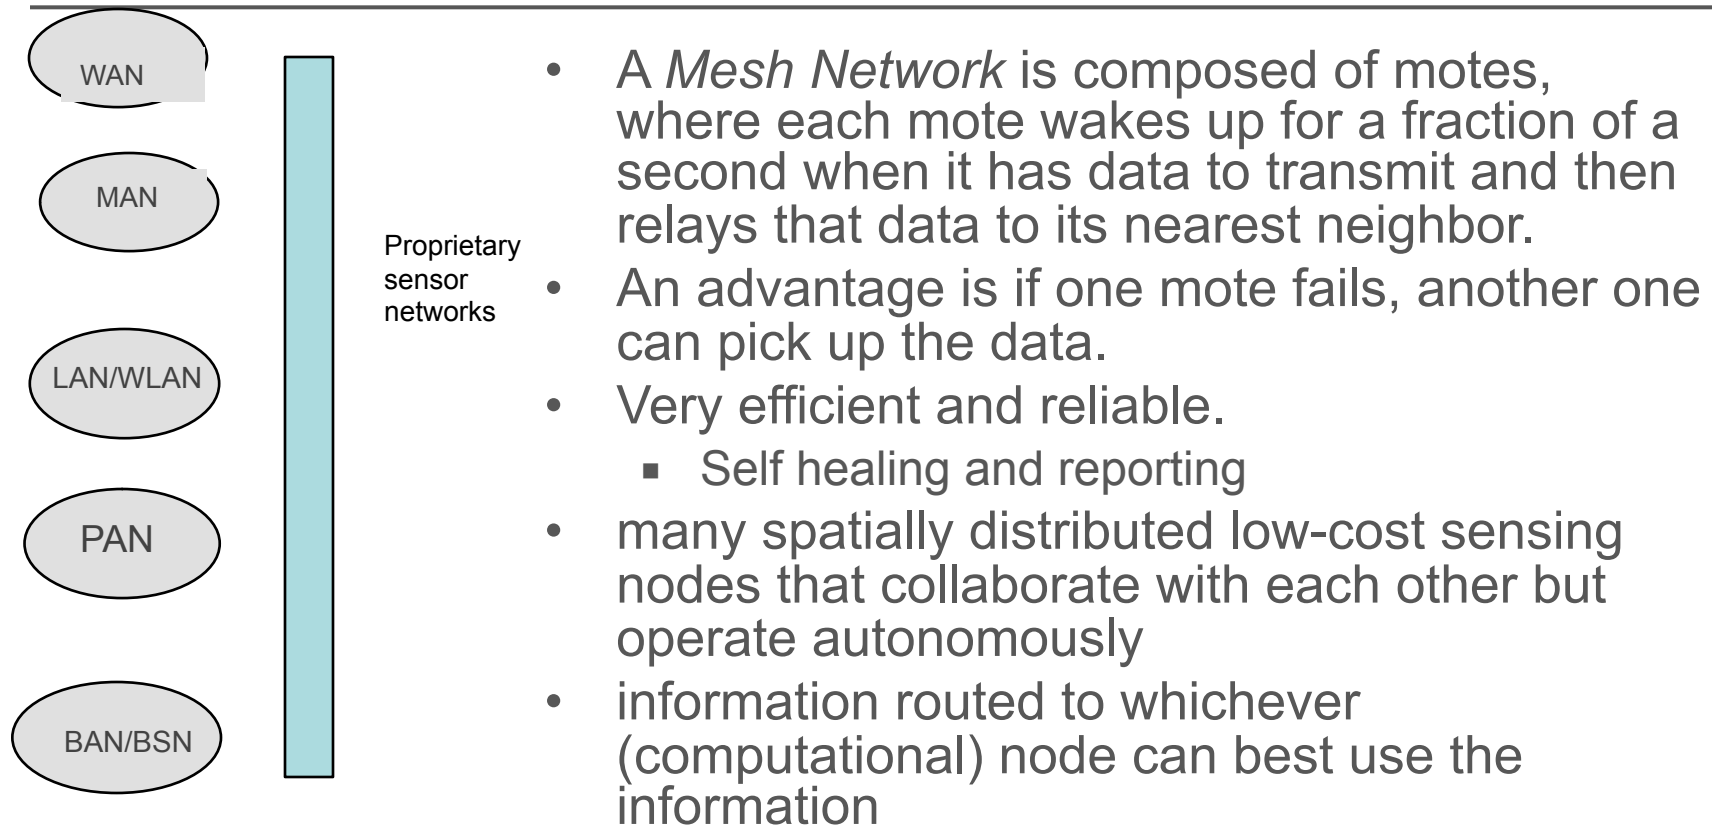 WAN
MAN
LAN/WLAN
PAN
BAN/BSN
Proprietary
sensor
networks
• A Mesh Network is composed of motes,
where each mote wakes up for a fraction of a
second when it has data to transmit and then
relays that data to its nearest neighbor.
• An advantage is if one mote fails, another one
can pick up the data.
• Very efficient and reliable.
▪ Self healing and reporting
• many spatially distributed low-cost sensing
nodes that collaborate with each other but
operate autonomously
• information routed to whichever
(computational) node can best use the
information